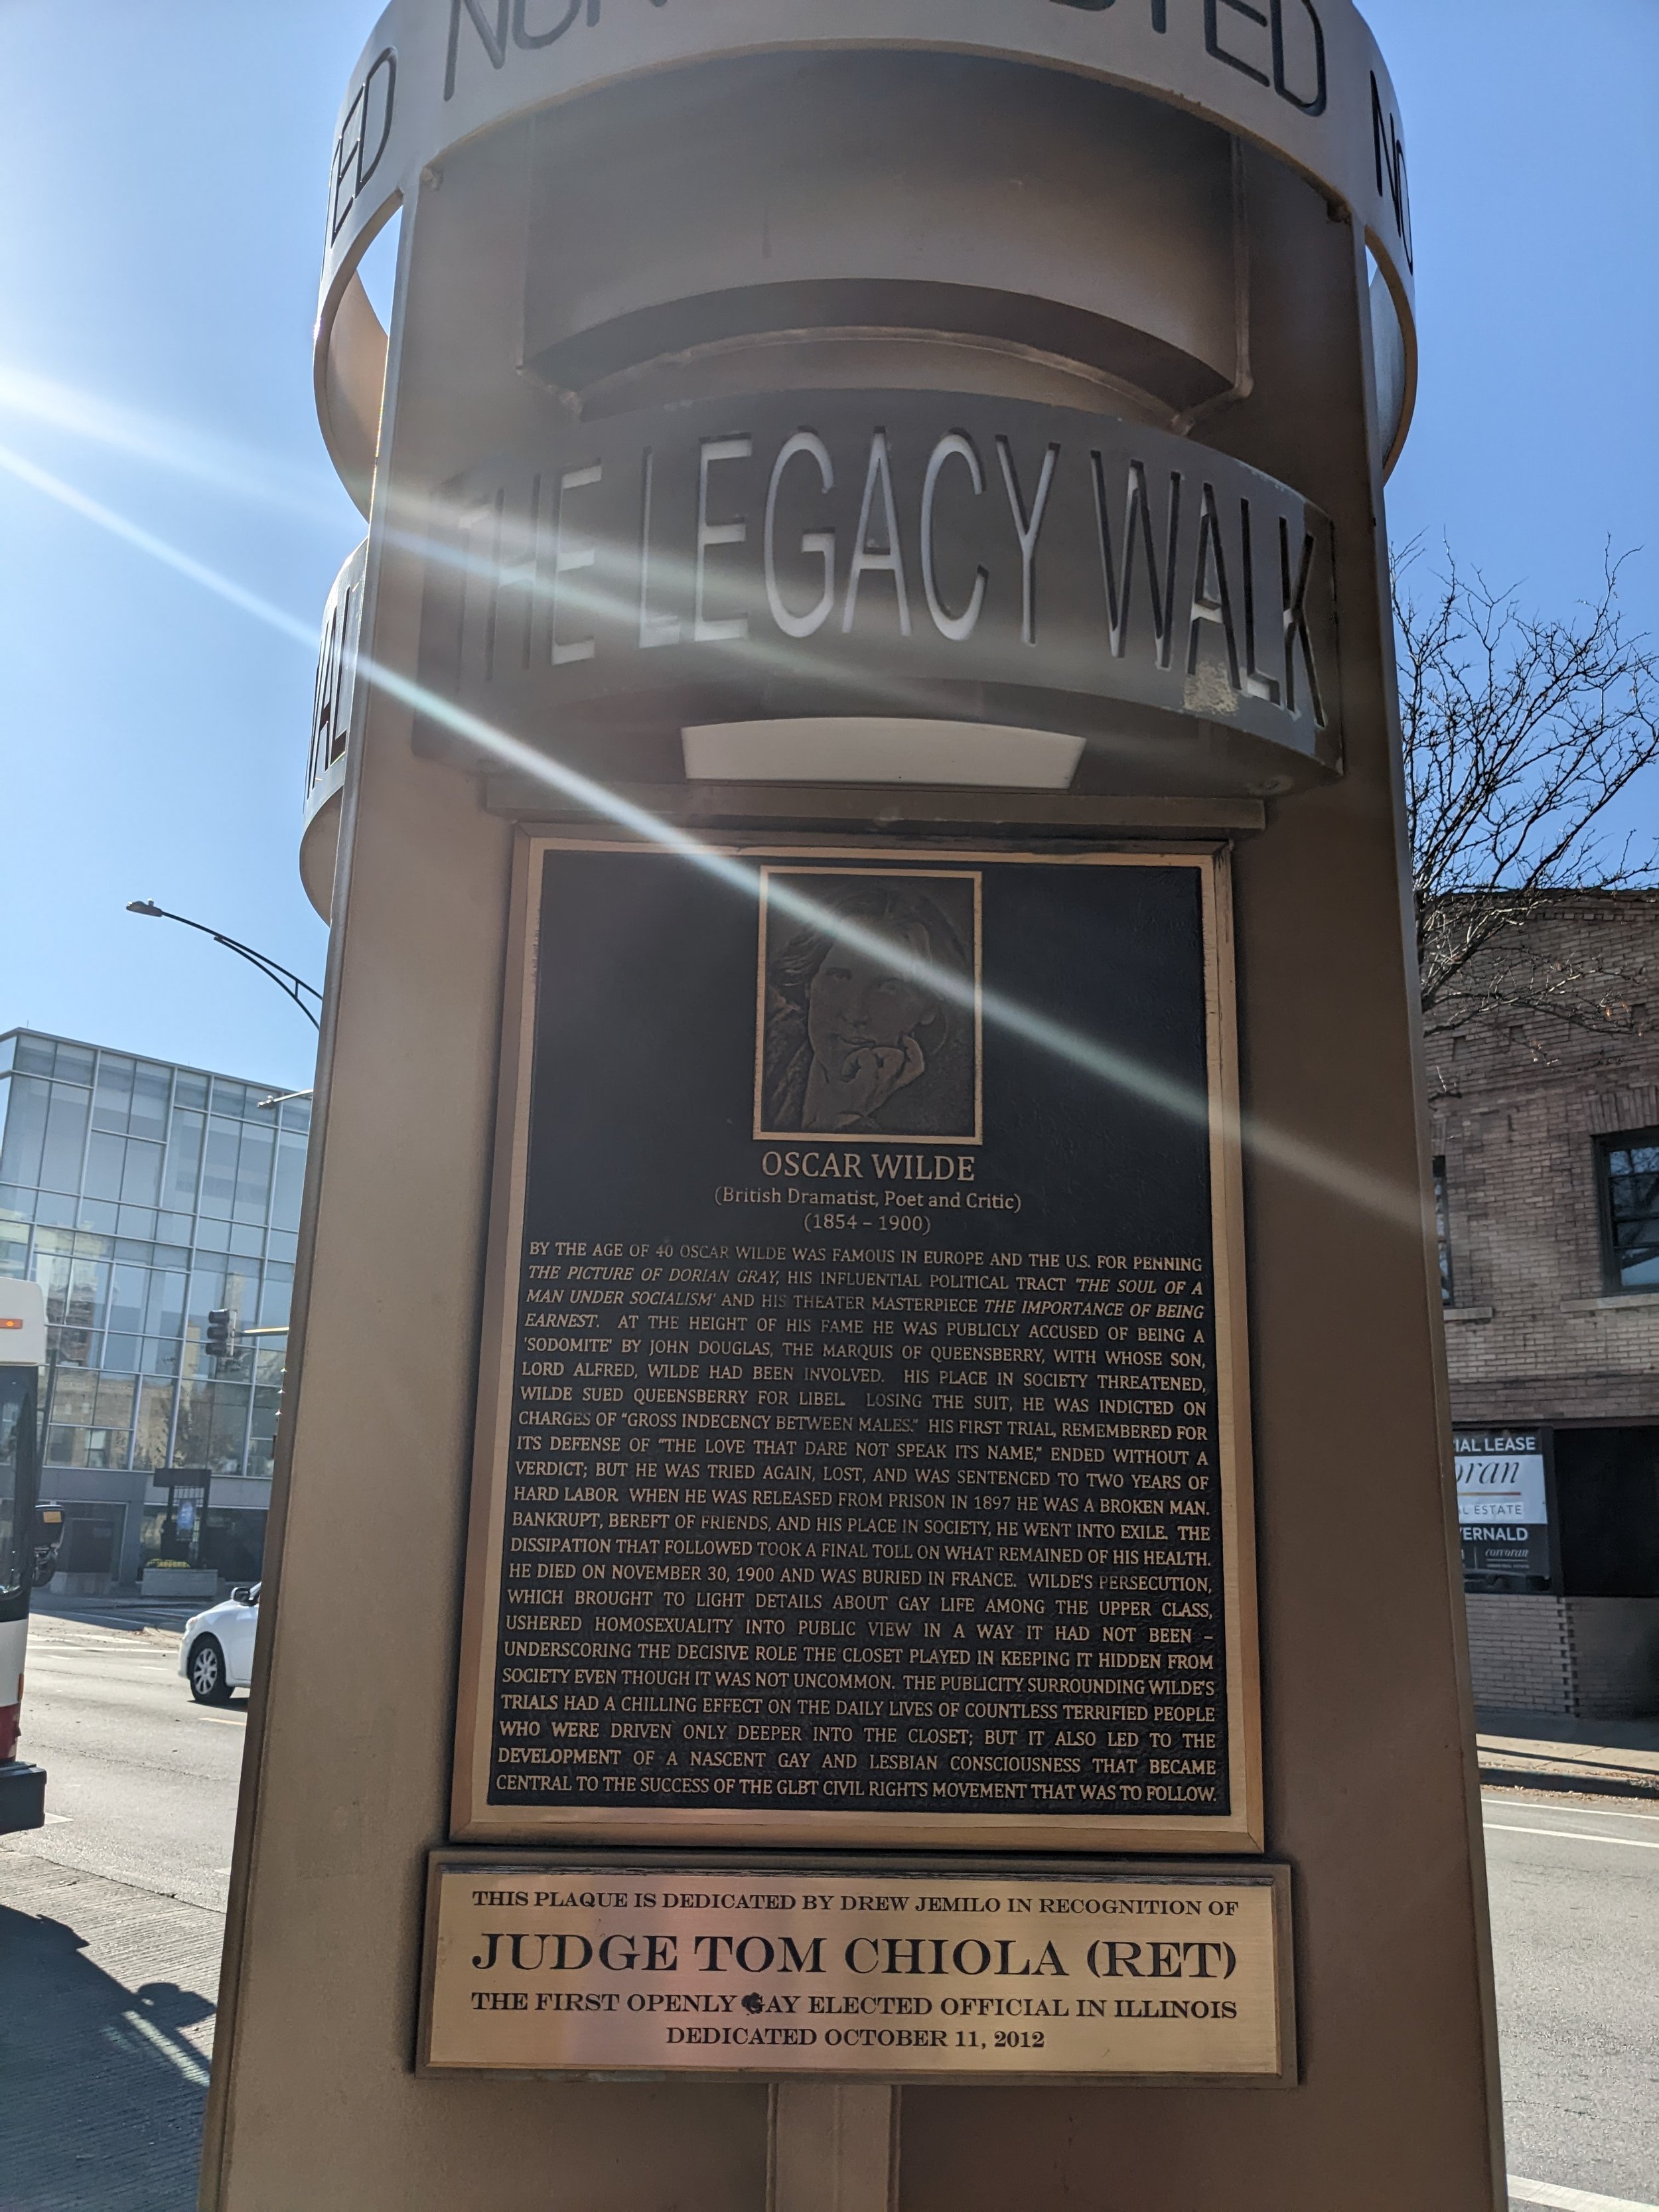 THE LEGACY WALK
OSCAR WILDE
(British Dramatist, Poet and Critic)
(1854 – 1900)
BY THE AGE OF 40 OSCAR WILDE WAS FAMOUS IN EUROPE AND THE U.S. FOR PENNING
THE PICTURE OF DORIAN GRAY, HIS INFLUENTIAL POLITICAL TRACT 'THE SOUL OF A
MAN UNDER SOCIALISM' AND HIS THEATER MASTERPIECE THE IMPORTANCE OF BEING
EARNEST. AT THE HEIGHT OF HIS FAME HE WAS PUBLICLY ACCUSED OF BEING A
'SODOMITE' BY JOHN DOUGLAS, THE MARQUIS OF QUEENSBERRY, WITH WHOSE SON,
LORD ALFRED, WILDE HAD BEEN INVOLVED. HIS PLACE IN SOCIETY THREATENED,
WILDE SUED QUEENSBERRY FOR LIBEL. LOSING THE SUIT, HE WAS INDICTED ON
CHARGES OF "GROSS INDECENCY BETWEEN MALES." HIS FIRST TRIAL, REMEMBERED FOR
ITS DEFENSE OF "THE LOVE THAT DARE NOT SPEAK ITS NAME," ENDED WITHOUT A
VERDICT; BUT HE WAS TRIED AGAIN, LOST, AND WAS SENTENCED TO TWO YEARS OF
HARD LABOR. WHEN HE WAS RELEASED FROM PRISON IN 1897 HE WAS A BROKEN MAN.
BANKRUPT, BEREFT OF FRIENDS, AND HIS PLACE IN SOCIETY, HE WENT INTO EXILE. THE
DISSIPATION THAT FOLLOWED TOOK A FINAL TOLL ON WHAT REMAINED OF HIS HEALTH.
HE DIED ON NOVEMBER 30, 1900 AND WAS BURIED IN FRANCE. WILDE'S PERSECUTION,
WHICH BROUGHT TO LIGHT DETAILS ABOUT GAY LIFE AMONG THE UPPER CLASS,
USHERED HOMOSEXUALITY INTO PUBLIC VIEW IN A WAY IT HAD NOT BEEN –
UNDERSCORING THE DECISIVE ROLE THE CLOSET PLAYED IN KEEPING IT HIDDEN FROM
SOCIETY EVEN THOUGH IT WAS NOT UNCOMMON. THE PUBLICITY SURROUNDING WILDE'S
TRIALS HAD A CHILLING EFFECT ON THE DAILY LIVES OF COUNTLESS TERRIFIED PEOPLE
WHO WERE DRIVEN ONLY DEEPER INTO THE CLOSET; BUT IT ALSO LED TO THE
DEVELOPMENT OF A NASCENT GAY AND LESBIAN CONSCIOUSNESS THAT BECAME
CENTRAL TO THE SUCCESS OF THE GLBT CIVIL RIGHTS MOVEMENT THAT WAS TO FOLLOW.
THIS PLAQUE IS DEDICATED BY DREW JEMILO IN RECOGNITION OF
JUDGE TOM CHIOLA (RET)
THE FIRST OPENLY GAY ELECTED OFFICIAL IN ILLINOIS
DEDICATED OCTOBER 11, 2012
LEASE
ESTATE
corcoran